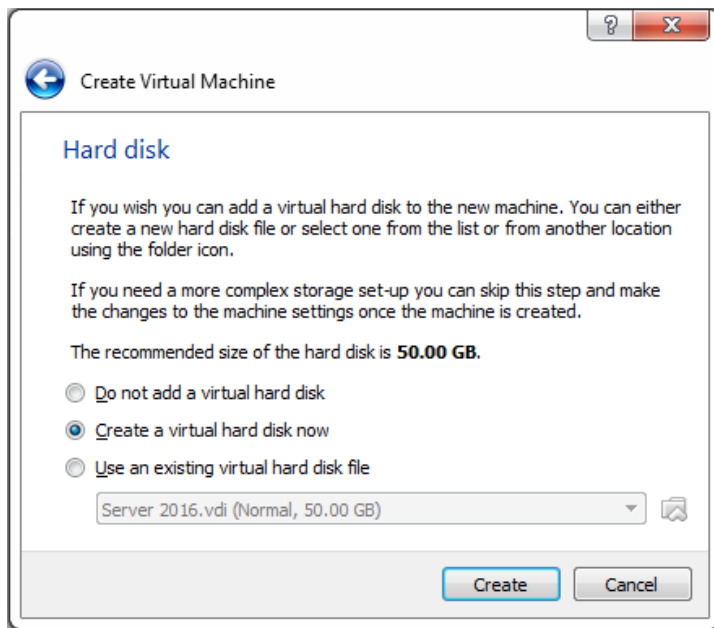 ?
Create Virtual Machine
Hard disk
If you wish you can add a virtual hard disk to the new machine. You can either
create a new hard disk file or select one from the list or from another location
using the folder icon.
If you need a more complex storage set-up you can skip this step and make
the changes to the machine settings once the machine is created.
The recommended size of the hard disk is 50.00 GB.
Do not add a virtual hard disk
Create a virtual hard disk now
Use an existing virtual hard disk file
Server 2016.vdi (Normal, 50.00 GB)
Create
Cancel